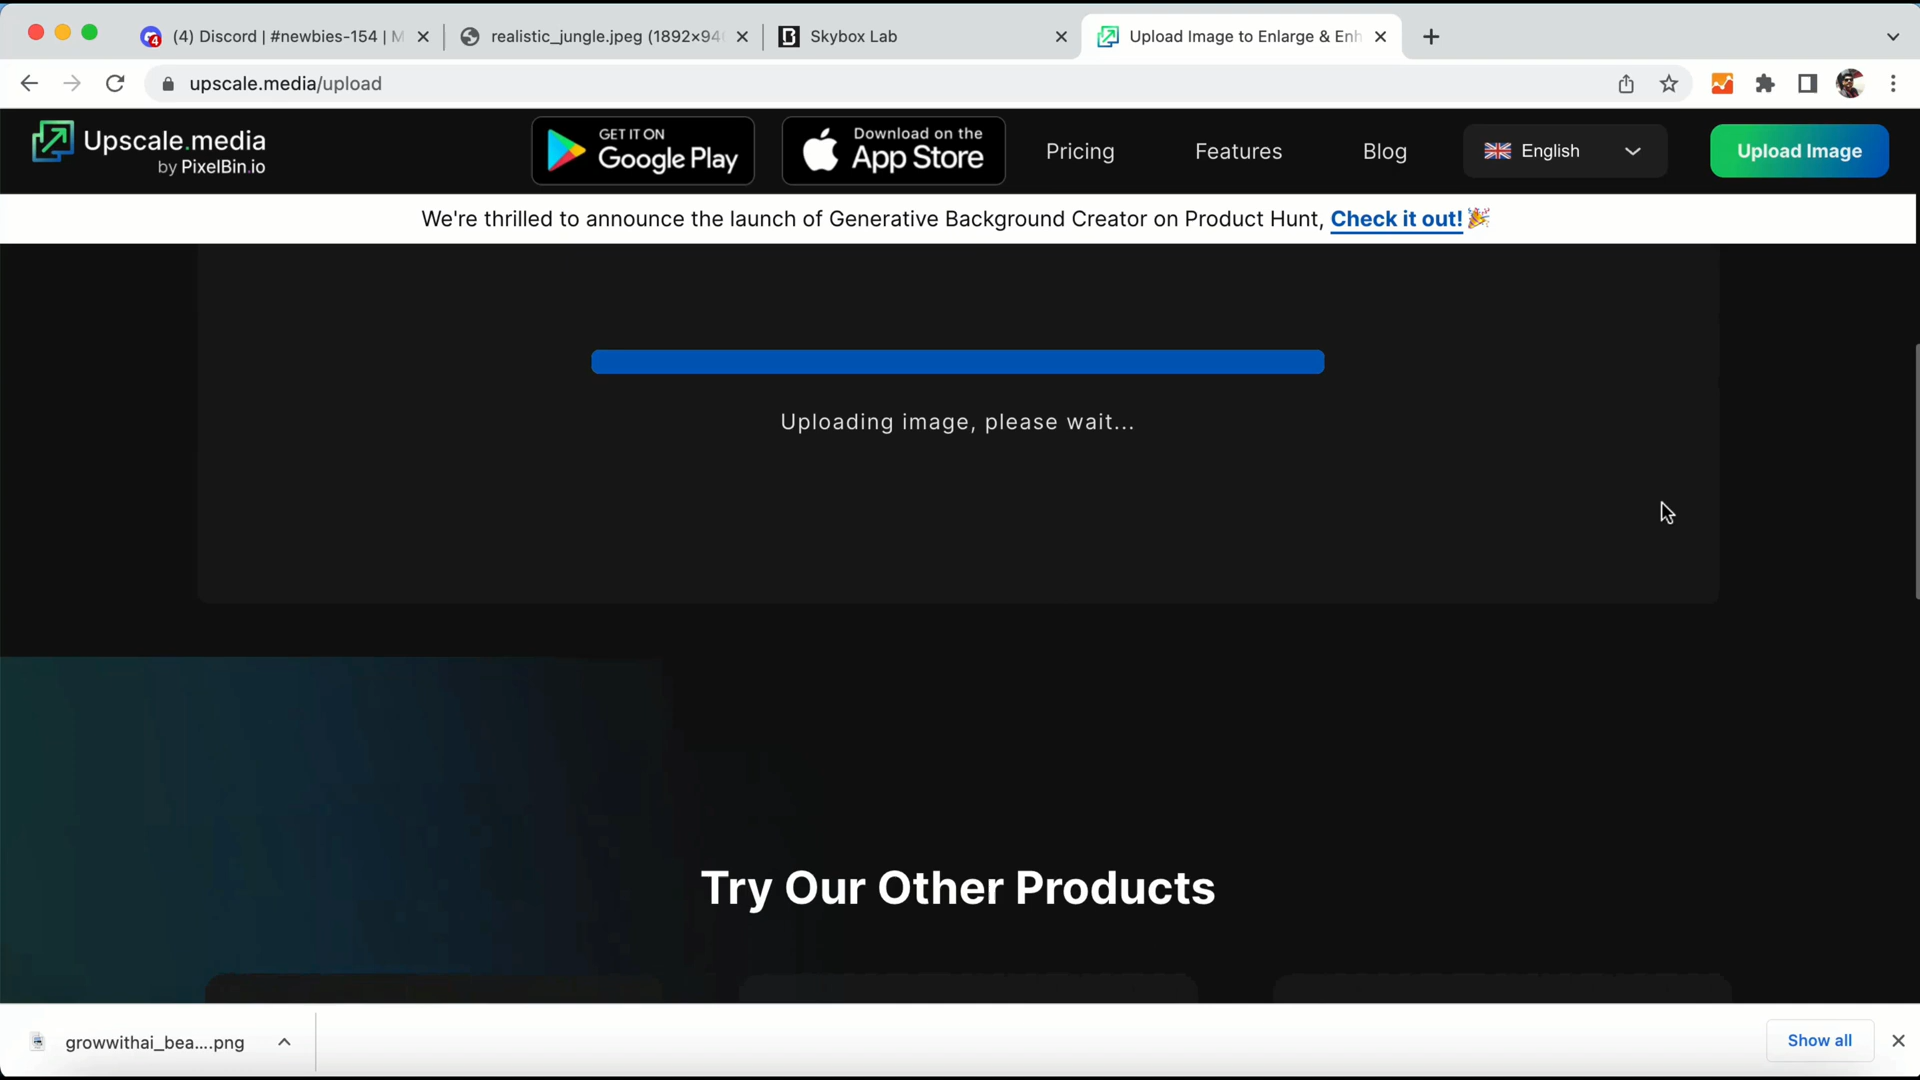 (4) Discord | #newbies-154 | M
realistic_jungle.jpeg (1892×94
Skybox Lab
Upload Image to Enlarge & Enh
upscale.media/upload
Upscale.media
by PixelBin.io
GET IT ON
Google Play
Download on the
App Store
Pricing
Features
Blog
English
Upload Image
We're thrilled to announce the launch of Generative Background Creator on Product Hunt, Check it out!
Uploading image, please wait...
Try Our Other Products
growwithai_bea....png
Show all